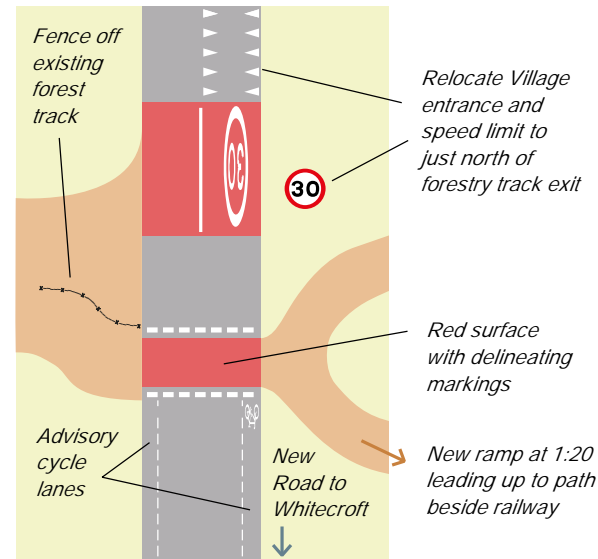 Fence off
existing
forest
track
Relocate Village
entrance and
speed limit to
just north of
forestry track exit
30
30
Red surface
with delineating
markings
Advisory
cycle
lanes
New
Road to
Whitecroft
New ramp at 1:20
leading up to path
beside railway